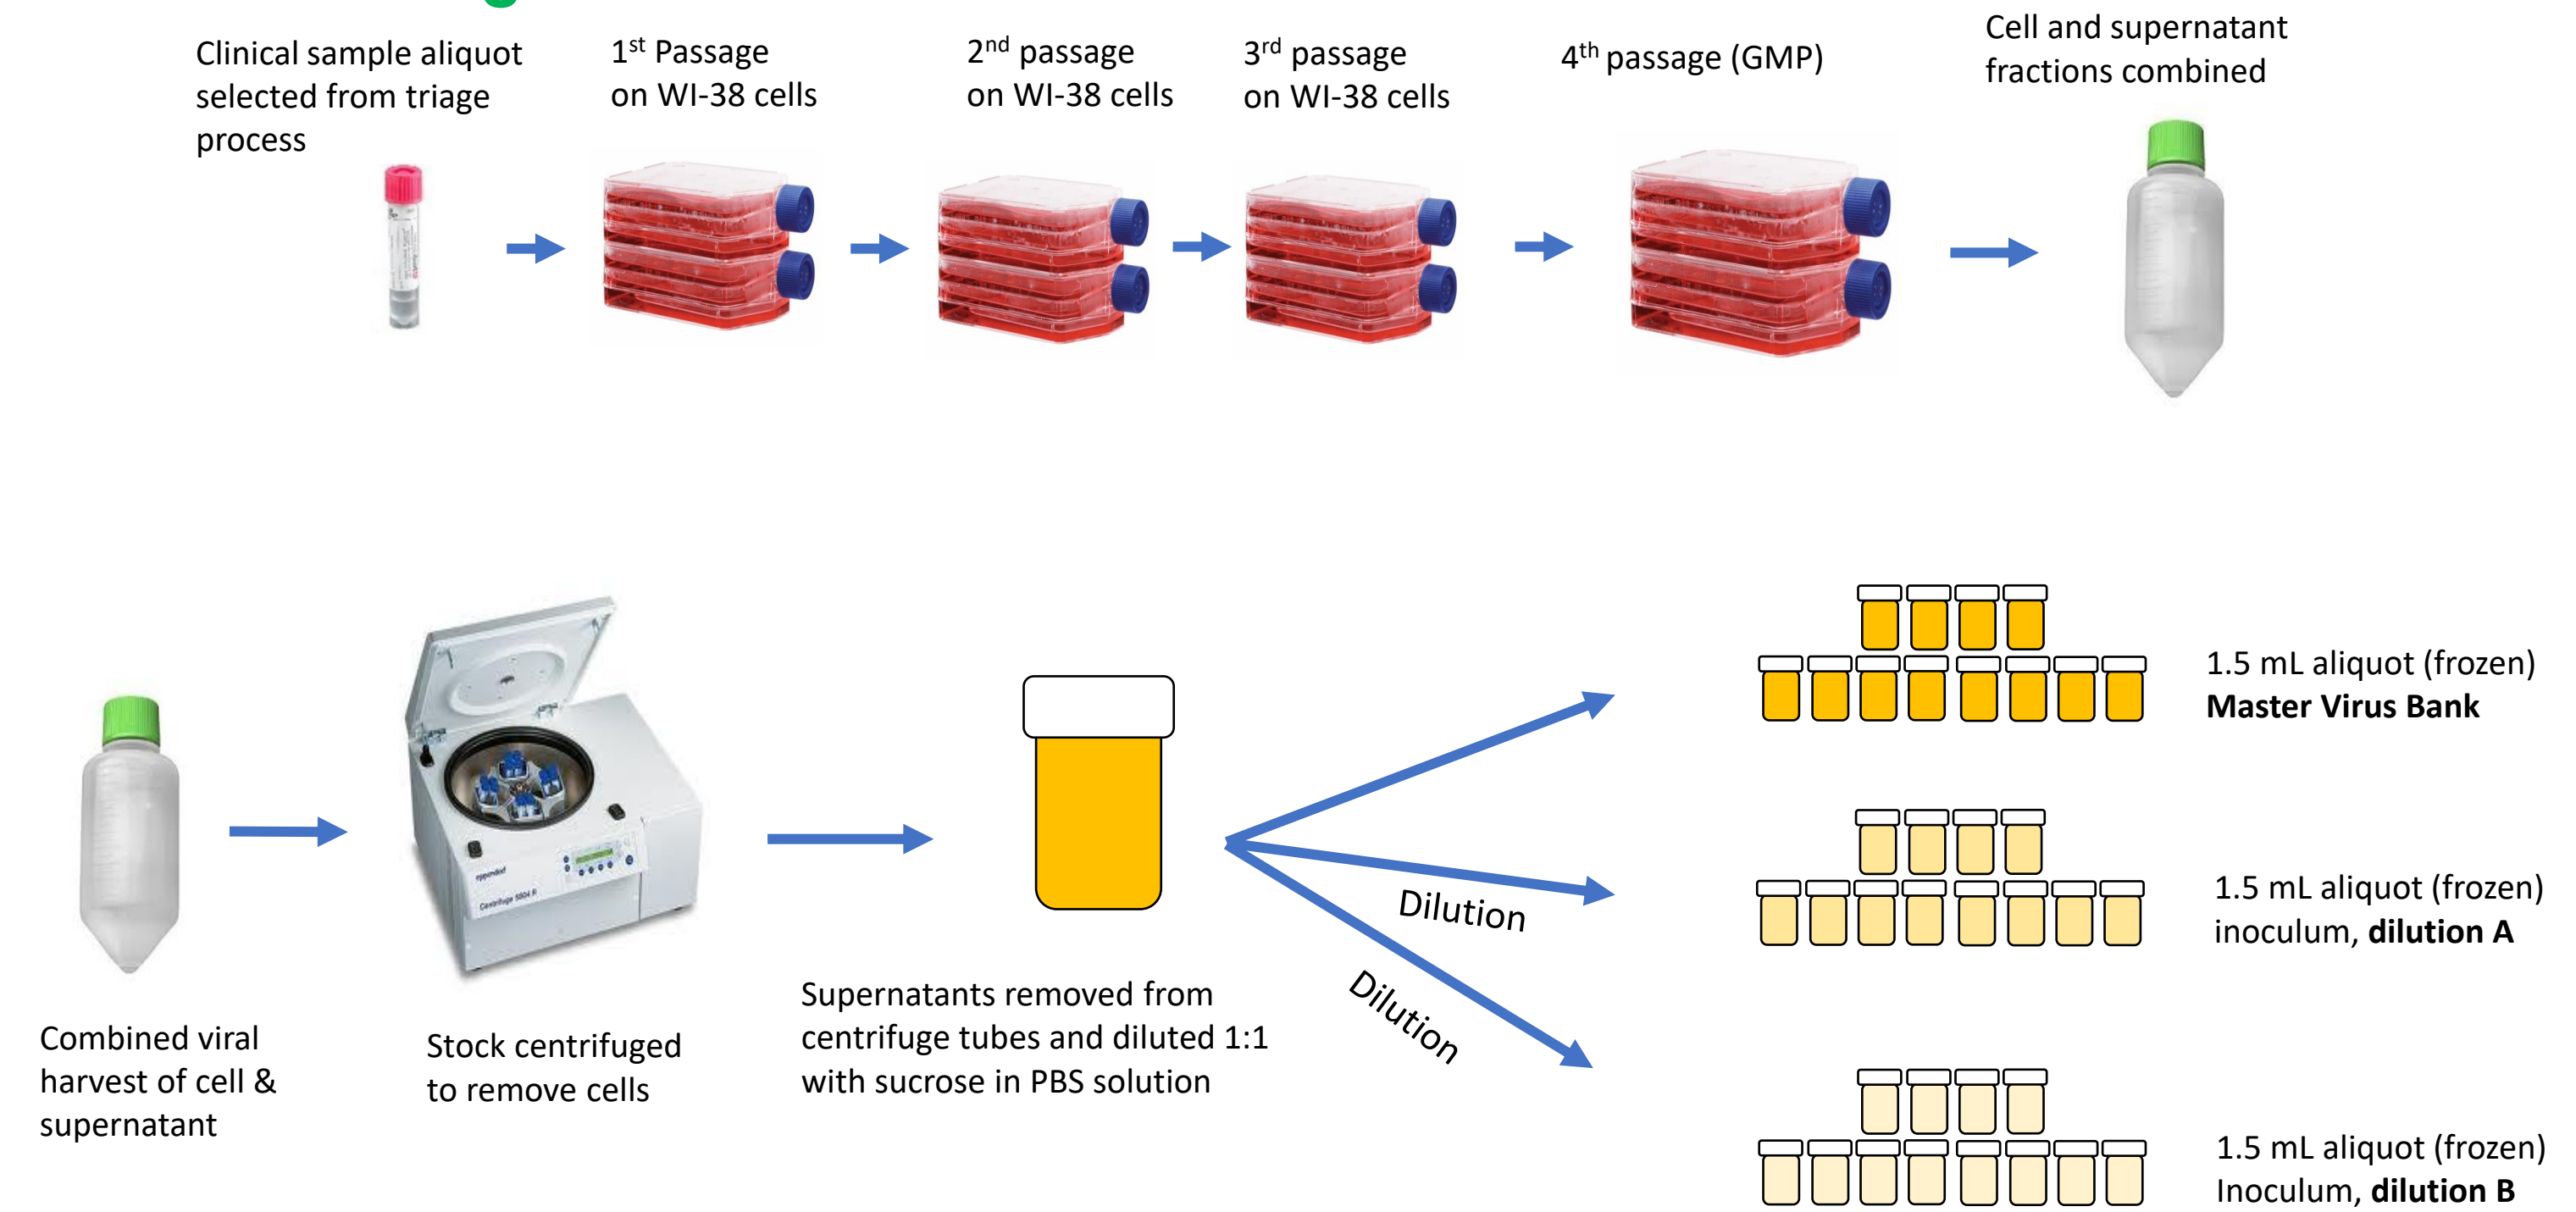 Clinical sample aliquot
selected from triage
process
1st Passage
on WI-38 cells
2nd passage
on WI-38 cells
3rd passage
on WI-38 cells
4th passage (GMP)
Cell and supernatant
fractions combined
Combined viral
harvest of cell &
supernatant
eppendorf
Centrifuge 5804 R
Stock centrifuged
to remove cells
Supernatants removed from
centrifuge tubes and diluted 1:1
with sucrose in PBS solution
Dilution
Dilution
1.5 mL aliquot (frozen)
Master Virus Bank
1.5 mL aliquot (frozen)
inoculum, dilution A
1.5 mL aliquot (frozen)
Inoculum, dilution B